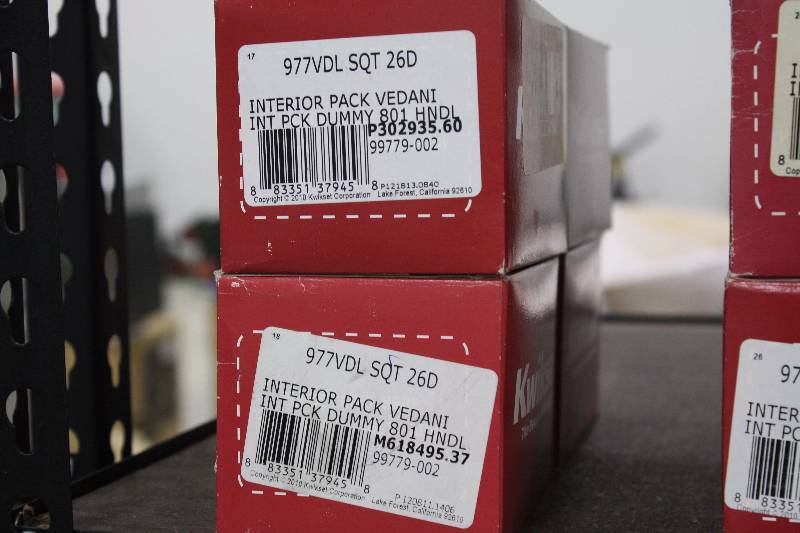 17
977VDL SQT 26D
INTERIOR PACK VEDANI
INT PCK DUMMY 801 HNDL
P302935.60
99779-002
8 83351 37945 8
P121813.0840
Copyright © 2010 Kwikset Corporation Lake Forest, California 92610
18
977VDL SQT 26D
INTERIOR PACK VEDANI
INT PCK DUMMY 801 HNDL
M618495.37
99779-002
8 83351 37945 8
P120811.1406
Copyright © 2010 Kwikset Corporation Lake Forest, California 92610
26
97
INTER
INT PC
8 8335